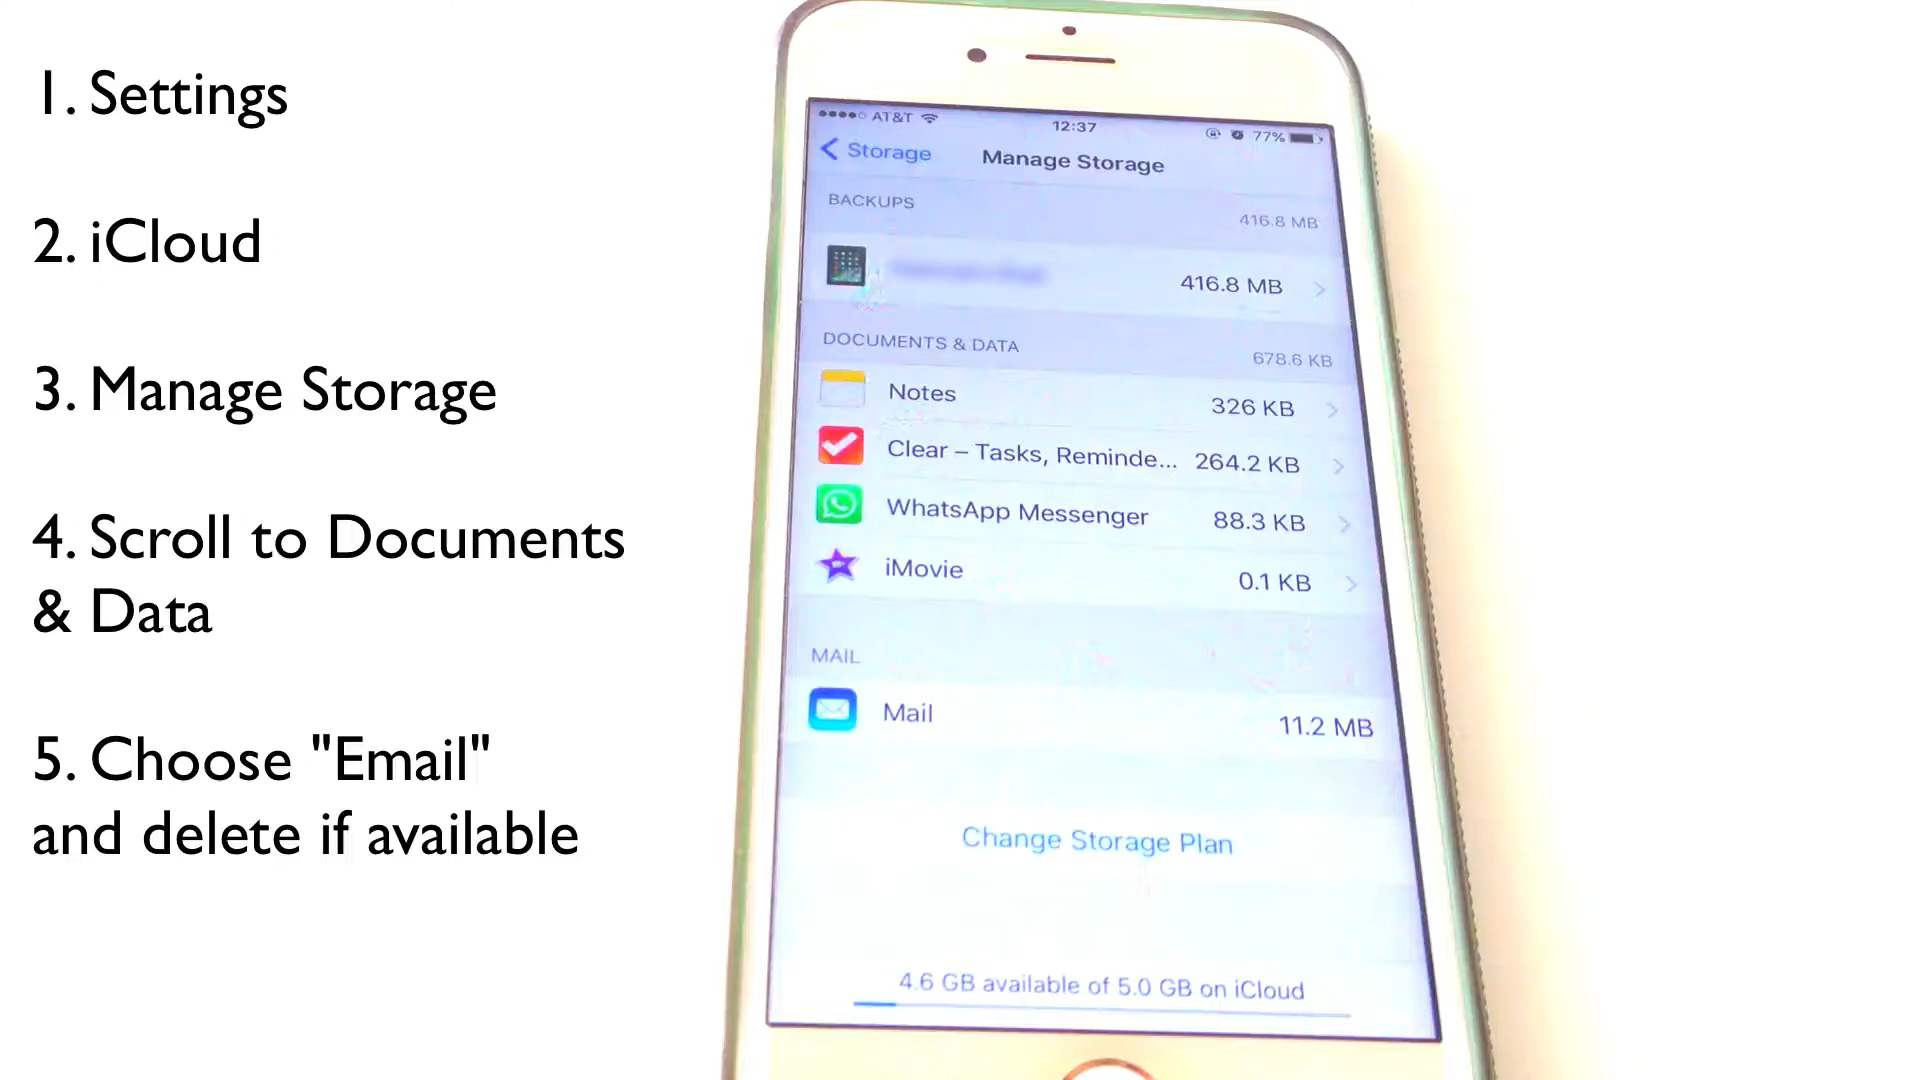 1. Settings
2. iCloud
3. Manage Storage
4. Scroll to Documents
& Data
5. Choose "Email"
and delete if available
AT&T 12:37 77%
Storage Manage Storage
BACKUPS 416.8 MB
416.8 MB
DOCUMENTS & DATA 678.6 KB
Notes 326 KB
Clear – Tasks, Reminde... 264.2 KB
WhatsApp Messenger 88.3 KB
iMovie 0.1 KB
MAIL
Mail 11.2 MB
Change Storage Plan
4.6 GB available of 5.0 GB on iCloud